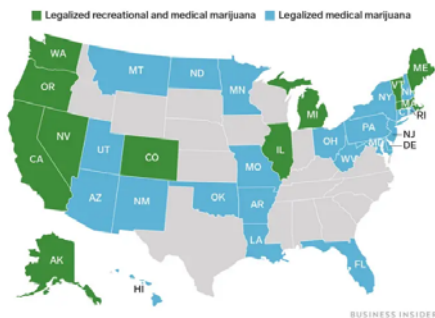 Legalized recreational and medical marijuana
Legalized medical marijuana
WA
ME
MT
ND
VT
OR
MN
NH
NY
MA
MI
CT
RI
NV
PA
NJ
UT
IL
OH
MD
DE
CA
CO
WV
MO
AZ
NM
OK
AR
LA
AK
FL
HI
BUSINESS INSIDER